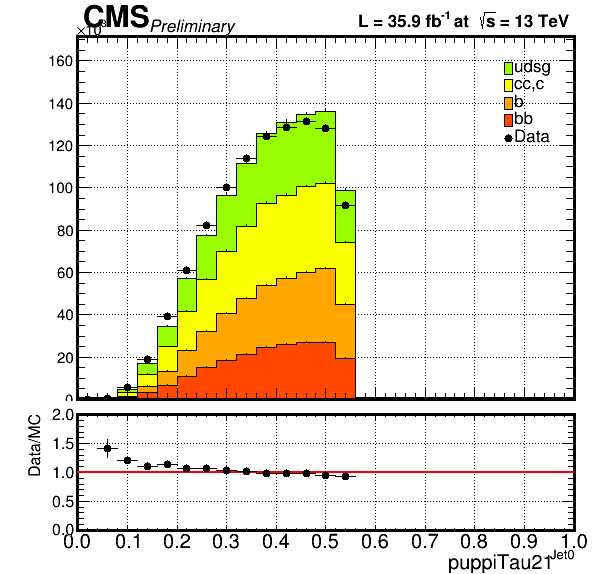 CMS Preliminary L = 35.9 fb⁻¹ at √s = 13 TeV
×10³
160
140
120
100
80
60
40
20
0
udsg
cc,c
b
bb
Data
Data/MC
2.0
1.5
1.0
0.5
0.0
0.0 0.1 0.2 0.3 0.4 0.5 0.6 0.7 0.8 0.9 1.0
puppiTau21Jet0